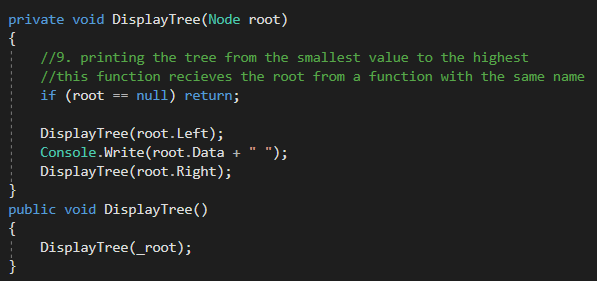 private void DisplayTree(Node root)
{
//9. printing the tree from the smallest value to the highest
//this function recieves the root from a function with the same name
if (root == null) return;
DisplayTree(root.Left);
Console.Write(root.Data + " ");
DisplayTree(root.Right);
}
public void DisplayTree()
{
DisplayTree(_root);
}